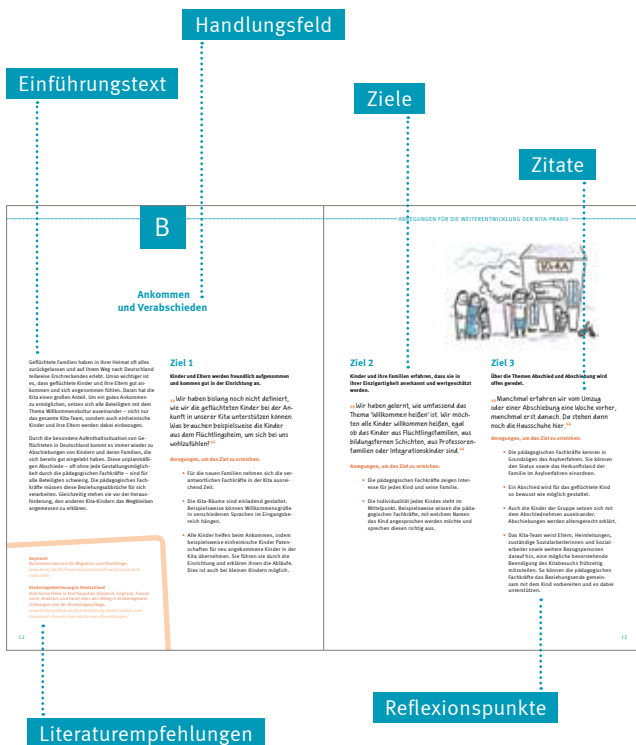 Handlungsfeld
Einführungstext
Ziele
Zitate
B
ANREGUNGEN FÜR DIE WEITERENTWICKLUNG DER KITA-PRAXIS
Ankommen
und Verabschieden
Geflüchtete Familien haben in ihrer Heimat oft alles
zurückgelassen und auf ihrem Weg nach Deutschland
teilweise Erschreckendes erlebt. Umso wichtiger ist
es, dass geflüchtete Kinder und ihre Eltern gut an-
kommen und sich angenommen fühlen. Daran hat die
Kita einen großen Anteil. Um ein gutes Ankommen
zu ermöglichen, setzen sich alle Beteiligten mit dem
Thema Willkommenskultur auseinander – nicht nur
das gesamte Kita-Team, sondern auch einheimische
Kinder und ihre Eltern werden dabei einbezogen.
Durch die besondere Aufenthaltssituation von Ge-
flüchteten in Deutschland kommt es immer wieder zu
Abschiebungen von Kindern und deren Familien, die
sich bereits gut eingelebt haben. Diese unplanmäßi-
gen Abschiede – oft ohne jede Gestaltungsmöglich-
keit durch die pädagogischen Fachkräfte – sind für
alle Beteiligten schwierig. Die pädagogischen Fach-
kräfte müssen diese Beziehungsabbrüche für sich
verarbeiten. Gleichzeitig stehen sie vor der Heraus-
forderung, den anderen Kita-Kindern das Wegbleiben
angemessen zu erklären.
Asylrecht
Bundesministerium für Migration und Flüchtlinge:
Kindertagesbetreuung in Deutschland
12
Ziel 1
Kinder und Eltern werden freundlich aufgenommen
und kommen gut in der Einrichtung an.
„Wir haben bislang noch nicht definiert,
wie wir die geflüchteten Kinder bei der An-
kunft in unserer Kita unterstützen können.
Was brauchen beispielsweise die Kinder
aus dem Flüchtlingsheim, um sich bei uns
wohlzufühlen?“
Anregungen, um das Ziel zu erreichen:
• Für die neuen Familien nehmen sich die ver-
antwortlichen Fachkräfte in der Kita ausrei-
chend Zeit.
• Die Kita-Räume sind einladend gestaltet.
Beispielsweise können Willkommensgrüße
in verschiedenen Sprachen im Eingangsbe-
reich hängen.
• Alle Kinder helfen beim Ankommen, indem
beispielsweise einheimische Kinder Paten-
schaften für neu angekommene Kinder in der
Kita übernehmen. Sie führen sie durch die
Einrichtung und erklären ihnen die Abläufe.
Dies ist auch bei kleinen Kindern möglich.
Ziel 2
Kinder und ihre Familien erfahren, dass sie in
ihrer Einzigartigkeit anerkannt und wertgeschätzt
werden.
„Wir haben gelernt, wie umfassend das
Thema 'Willkommen heißen' ist. Wir möch-
ten alle Kinder willkommen heißen, egal
ob das Kinder aus Flüchtlingsfamilien, aus
bildungsfernen Schichten, aus Professoren-
familien oder Integrationskinder sind.“
Anregungen, um das Ziel zu erreichen:
• Die pädagogischen Fachkräfte zeigen Inter-
esse für jedes Kind und seine Familie.
• Die Individualität jedes Kindes steht im
Mittelpunkt. Beispielsweise wissen die päda-
gogischen Fachkräfte, mit welchem Namen
das Kind angesprochen werden möchte und
sprechen diesen richtig aus.
Ziel 3
Über die Themen Abschied und Abschiebung wird
offen geredet.
„Manchmal erfahren wir vom Umzug
oder einer Abschiebung eine Woche vorher,
manchmal erst danach. Da stehen dann
noch die Hausschuhe hier.“
Anregungen, um das Ziel zu erreichen:
• Die pädagogischen Fachkräfte kennen in
Grundzügen das Asylverfahren. Sie können
den Status sowie das Herkunftsland der
Familie im Asylverfahren einordnen.
• Ein Abschied wird für das geflüchtete Kind
so bewusst wie möglich gestaltet.
• Auch die Kinder der Gruppe setzen sich mit
dem Abschiednehmen auseinander.
Abschiebungen werden altersgerecht erklärt.
• Das Kita-Team weist Eltern, Heimleitungen,
zuständige Sozialarbeiterinnen und Sozial-
arbeiter sowie weitere Bezugspersonen
darauf hin, eine mögliche bevorstehende
Beendigung des Kitabesuchs frühzeitig
mitzuteilen. So können die pädagogischen
Fachkräfte das Beziehungsende gemein-
sam mit dem Kind vorbereiten und es dabei
unterstützen.
13
Reflexionspunkte
Literaturempfehlungen